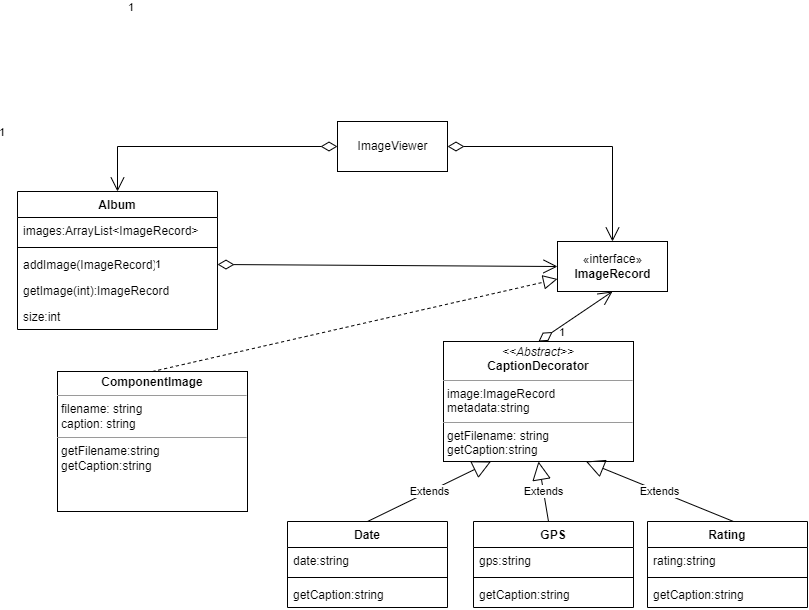 1
1
ImageViewer
Album
images:ArrayList<ImageRecord>
addImage(ImageRecord)1
getImage(int):ImageRecord
size:int
«interface»
ImageRecord
1
<<Abstract>>
CaptionDecorator
image:ImageRecord
metadata:string
getFilename: string
getCaption:string
ComponentImage
filename: string
caption: string
getFilename:string
getCaption:string
Extends
Extends
Extends
Date
date:string
getCaption:string
GPS
gps:string
getCaption:string
Rating
rating:string
getCaption:string